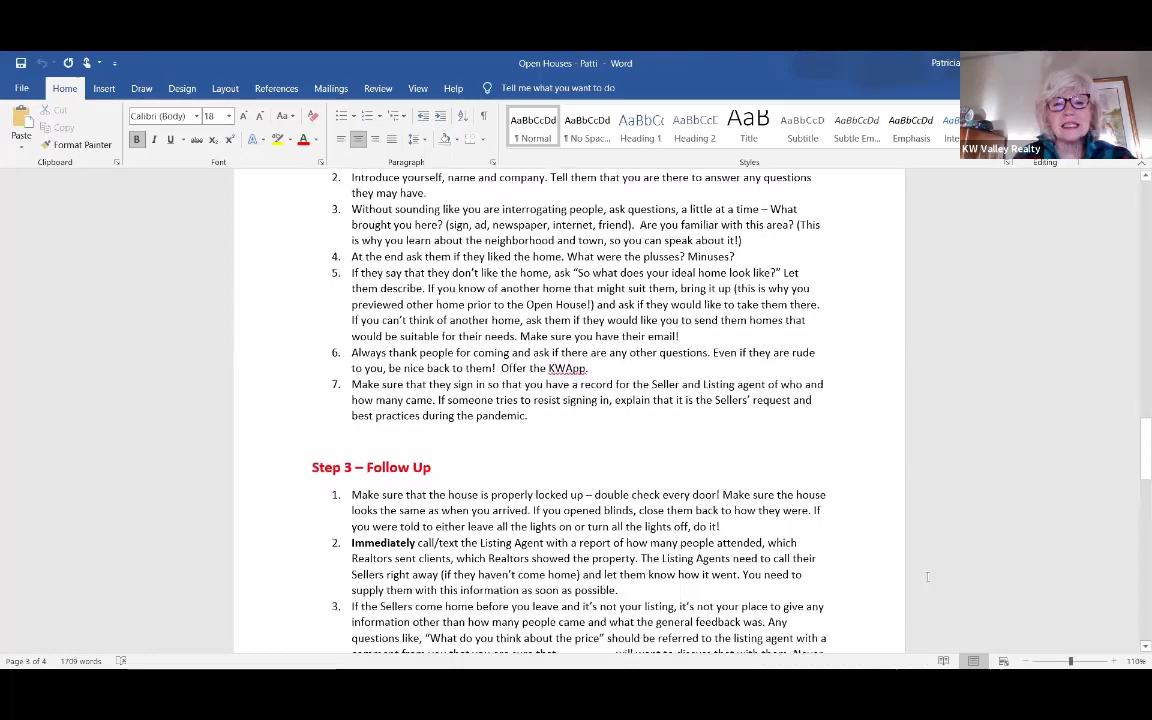 Open Houses - Patti - Word
Patricia
KW Valley Realty
File Home Insert Draw Design Layout References Mailings Review View Help Tell me what you want to do
Paste
Cut
Copy
Format Painter
Calibri (Body) 18
AaBbCcDd AaBbCcDd AaBbCc AaBbCcE AaB AaBbCcD AaBbCcDd AaBbCcDd
¶ Normal ¶ No Spac... Heading 1 Heading 2 Title Subtitle Subtle Em... Emphasis
Clipboard Font Paragraph Styles Editing
2. Introduce yourself, name and company. Tell them that you are there to answer any questions
they may have.
3. Without sounding like you are interrogating people, ask questions, a little at a time – What
brought you here? (sign, ad, newspaper, internet, friend). Are you familiar with this area? (This
is why you learn about the neighborhood and town, so you can speak about it!)
4. At the end ask them if they liked the home. What were the plusses? Minuses?
5. If they say that they don't like the home, ask “So what does your ideal home look like?” Let
them describe. If you know of another home that might suit them, bring it up (this is why you
previewed other home prior to the Open House!) and ask if they would like to take them there.
If you can't think of another home, ask them if they would like you to send them homes that
would be suitable for their needs. Make sure you have their email!
6. Always thank people for coming and ask if there are any other questions. Even if they are rude
to you, be nice back to them! Offer the KWApp.
7. Make sure that they sign in so that you have a record for the Seller and Listing agent of who and
how many came. If someone tries to resist signing in, explain that it is the Sellers' request and
best practices during the pandemic.
Step 3 – Follow Up
1. Make sure that the house is properly locked up – double check every door! Make sure the house
looks the same as when you arrived. If you opened blinds, close them back to how they were. If
you were told to either leave all the lights on or turn all the lights off, do it!
2. Immediately call/text the Listing Agent with a report of how many people attended, which
Realtors sent clients, which Realtors showed the property. The Listing Agents need to call their
Sellers right away (if they haven't come home) and let them know how it went. You need to
supply them with this information as soon as possible.
3. If the Sellers come home before you leave and it's not your listing, it's not your place to give any
information other than how many people came and what the general feedback was. Any
questions like, “What do you think about the price” should be referred to the listing agent with a
comment from you that you are sure that ________ will want to discuss that with them. Never
Page 3 of 4 1709 words 110%